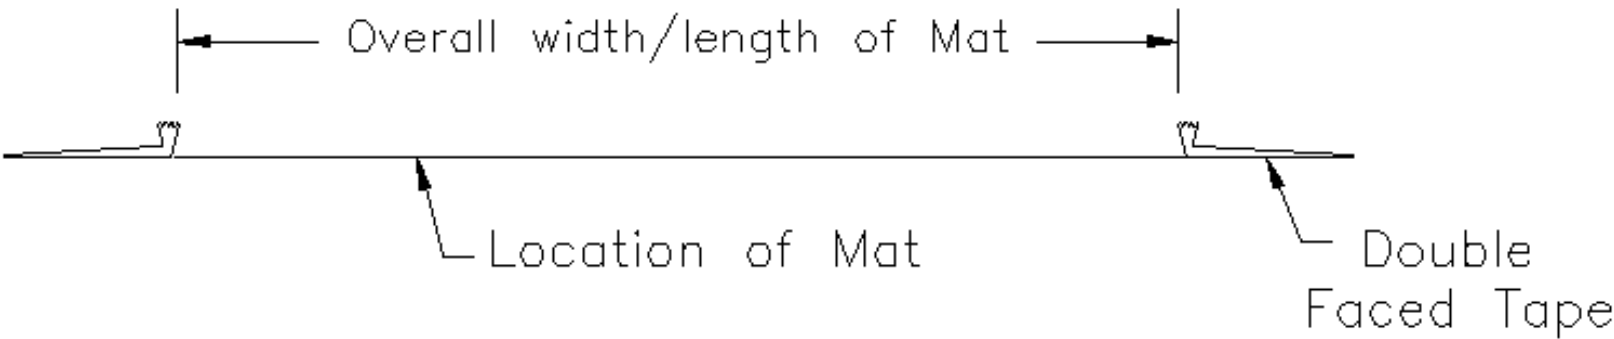 Overall width/length of Mat
Location of Mat
Double
Faced Tape